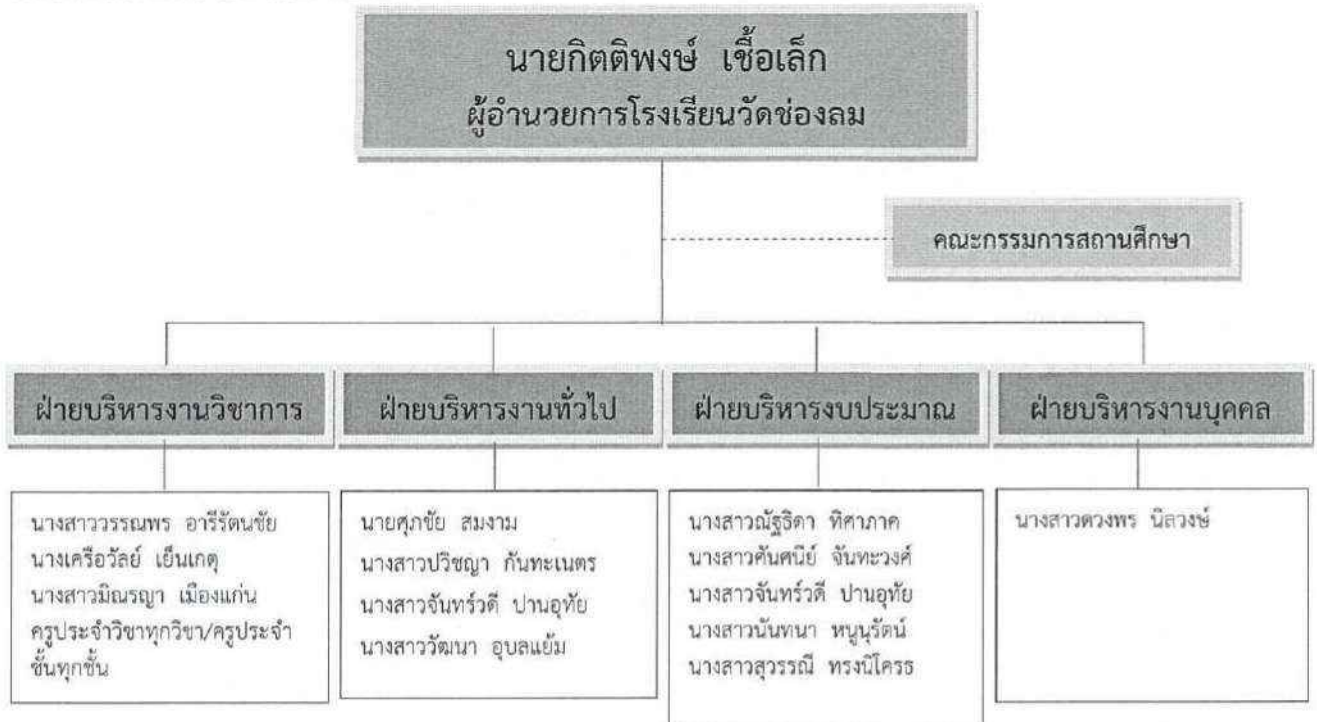 นายกิตติพงษ์ เชื้อเล็ก
ผู้อำนวยการโรงเรียนวัดช่องลม
คณะกรรมการสถานศึกษา
ฝ่ายบริหารงานวิชาการ
นางสาววรรณพร อารีรัตนชัย
นางเครือวัลย์ เย็นเกตุ
นางสาวมิณรญา เมืองแก่น
ครูประจำวิชาทุกวิชา/ครูประจำ
ชั้นทุกชั้น
ฝ่ายบริหารงานทั่วไป
นายศุภชัย สมงาม
นางสาวปวิชญา กันทะเนตร
นางสาวจันทร์วดี ปานอุทัย
นางสาววัฒนา อุบลแย้ม
ฝ่ายบริหารงบประมาณ
นางสาวณัฐธิดา ทิศาภาค
นางสาวศันศนีย์ จันทะวงศ์
นางสาวจันทร์วดี ปานอุทัย
นางสาวนันทนา หนูนุรัตน์
นางสาวสุวรรณี ทรงนิโครธ
ฝ่ายบริหารงานบุคคล
นางสาวดวงพร นิลวงษ์